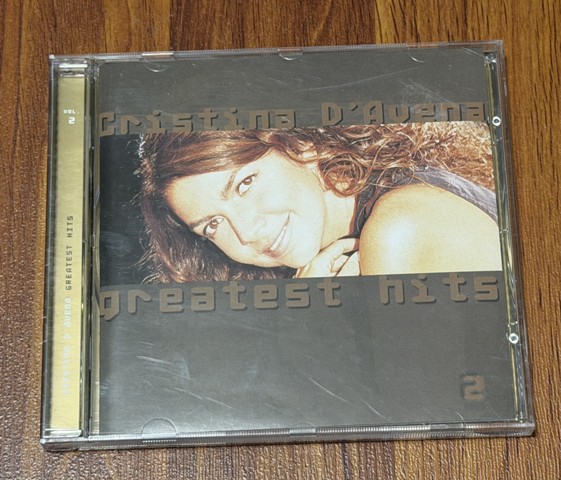 Cristina D'Avena
greatest hits
2
VOL 2
CRISTINA D'AVENA GREATEST HITS